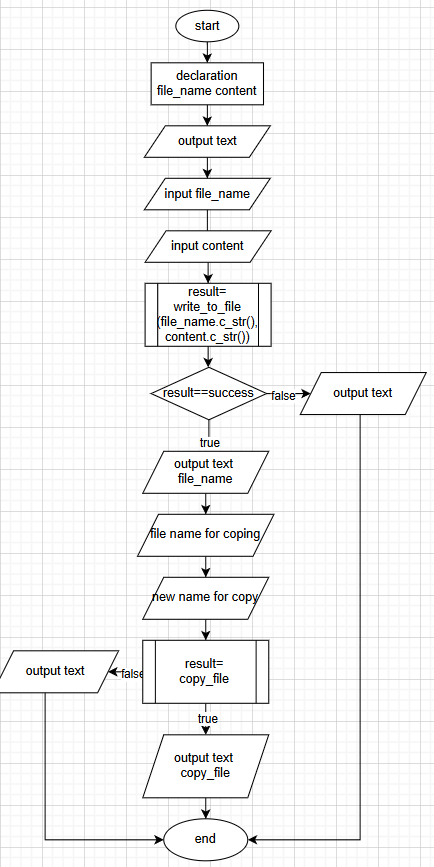 start
declaration
file_name content
output text
input file_name
input content
result=
write_to_file
(file_name.c_str(),
content.c_str())
result==success
false
output text
true
output text
file_name
file name for coping
new name for copy
result=
copy_file
false
output text
true
output text
copy_file
end